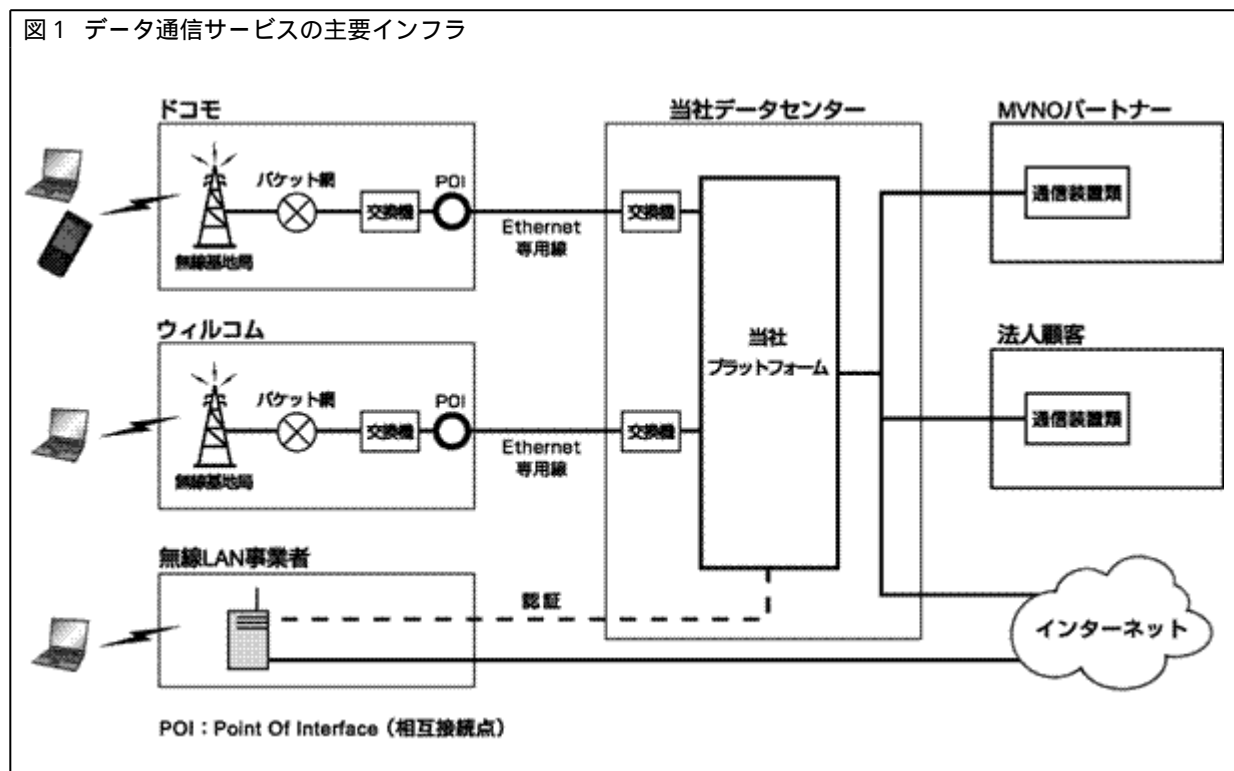 図1 データ通信サービスの主要インフラ
ドコモ
当社データセンター
MVNOパートナー
パケット網
POI
交換機
交換機
通信装置類
Ethernet
専用線
無線基地局
ウィルコム
当社
プラットフォーム
法人顧客
パケット網
POI
交換機
交換機
通信装置類
Ethernet
専用線
無線基地局
無線LAN事業者
認証
インターネット
POI：Point Of Interface（相互接続点）